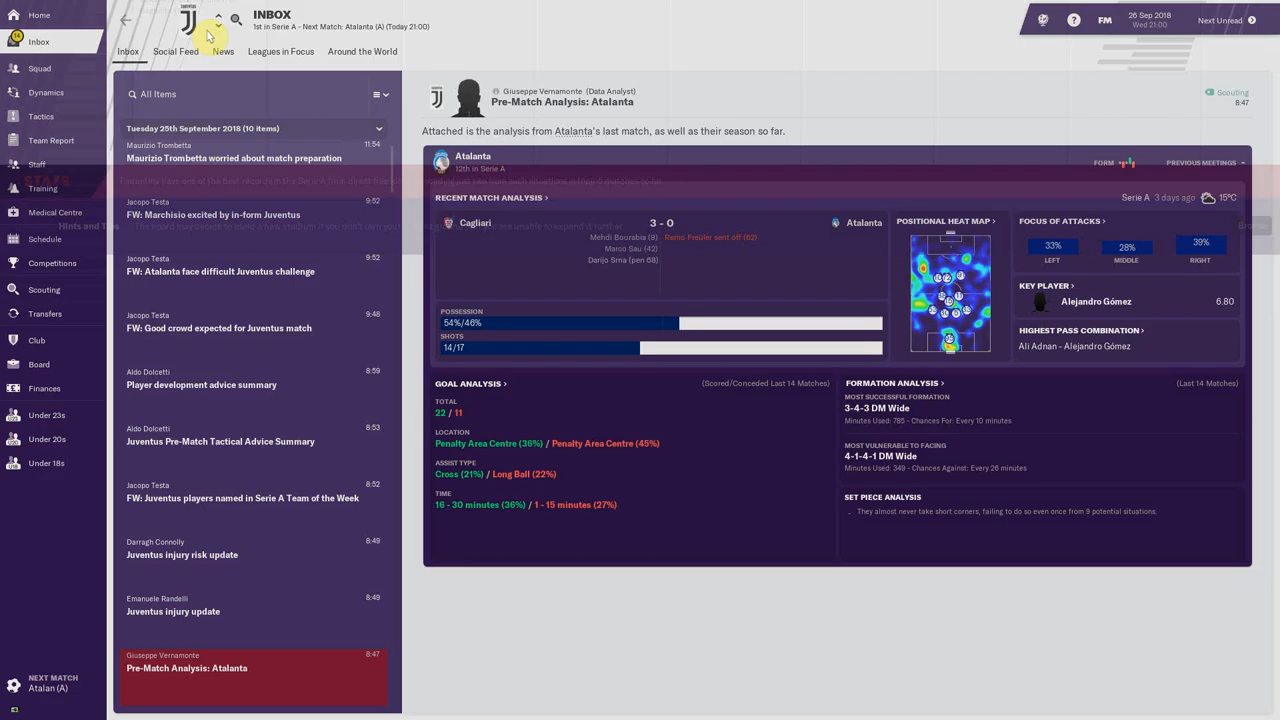 Home
Inbox
14
Squad
Dynamics
Tactics
Team Report
Staff
Training
Medical Centre
Schedule
Competitions
Scouting
Transfers
Club
Board
Finances
Under 23s
Under 20s
Under 18s
NEXT MATCH
Atalan (A)
INBOX
1st in Serie A - Next Match: Atalanta (A) (Today 21:00)
FM
26 Sep 2018
Wed 21:00
Next Unread
Inbox
Social Feed
News
Leagues in Focus
Around the World
All Items
Tuesday 25th September 2018 (10 items)
Maurizio Trombetta 11:54
Maurizio Trombetta worried about match preparation
Jacopo Testa 9:52
FW: Marchisio excited by in-form Juventus
Jacopo Testa 9:52
FW: Atalanta face difficult Juventus challenge
Jacopo Testa 9:48
FW: Good crowd expected for Juventus match
Aldo Dolcetti 8:59
Player development advice summary
Aldo Dolcetti 8:53
Juventus Pre-Match Tactical Advice Summary
Jacopo Testa 8:52
FW: Juventus players named in Serie A Team of the Week
Darragh Connolly 8:49
Juventus injury risk update
Emanuele Randelli 8:49
Juventus injury update
Giuseppe Vernamonte 8:47
Pre-Match Analysis: Atalanta
Giuseppe Vernamonte (Data Analyst)
Pre-Match Analysis: Atalanta
Scouting
8:47
Attached is the analysis from Atalanta's last match, as well as their season so far.
Atalanta
12th in Serie A
FORM
PREVIOUS MEETINGS -
RECENT MATCH ANALYSIS >
Serie A 3 days ago 15°C
Hints and Tips
Cagliari 3 - 0 Atalanta
Mehdi Bourabia (9)
Marco Sau (42)
Darijo Srna (pen 68)
Remo Freuler sent off (62)
POSSESSION
54%/46%
SHOTS
14/17
POSITIONAL HEAT MAP >
FOCUS OF ATTACKS >
33% 28% 39%
LEFT MIDDLE RIGHT
KEY PLAYER >
Alejandro Gómez 6.80
HIGHEST PASS COMBINATION >
Ali Adnan - Alejandro Gómez
GOAL ANALYSIS > (Scored/Conceded Last 14 Matches)
TOTAL
22 / 11
LOCATION
Penalty Area Centre (36%) / Penalty Area Centre (45%)
ASSIST TYPE
Cross (21%) / Long Ball (22%)
TIME
16 - 30 minutes (36%) / 1 - 15 minutes (27%)
FORMATION ANALYSIS > (Last 14 Matches)
MOST SUCCESSFUL FORMATION
3-4-3 DM Wide
Minutes Used: 785 - Chances For: Every 10 minutes
MOST VULNERABLE TO FACING
4-1-4-1 DM Wide
Minutes Used: 349 - Chances Against: Every 26 minutes
SET PIECE ANALYSIS
- They almost never take short corners, failing to do so even once from 9 potential situations.